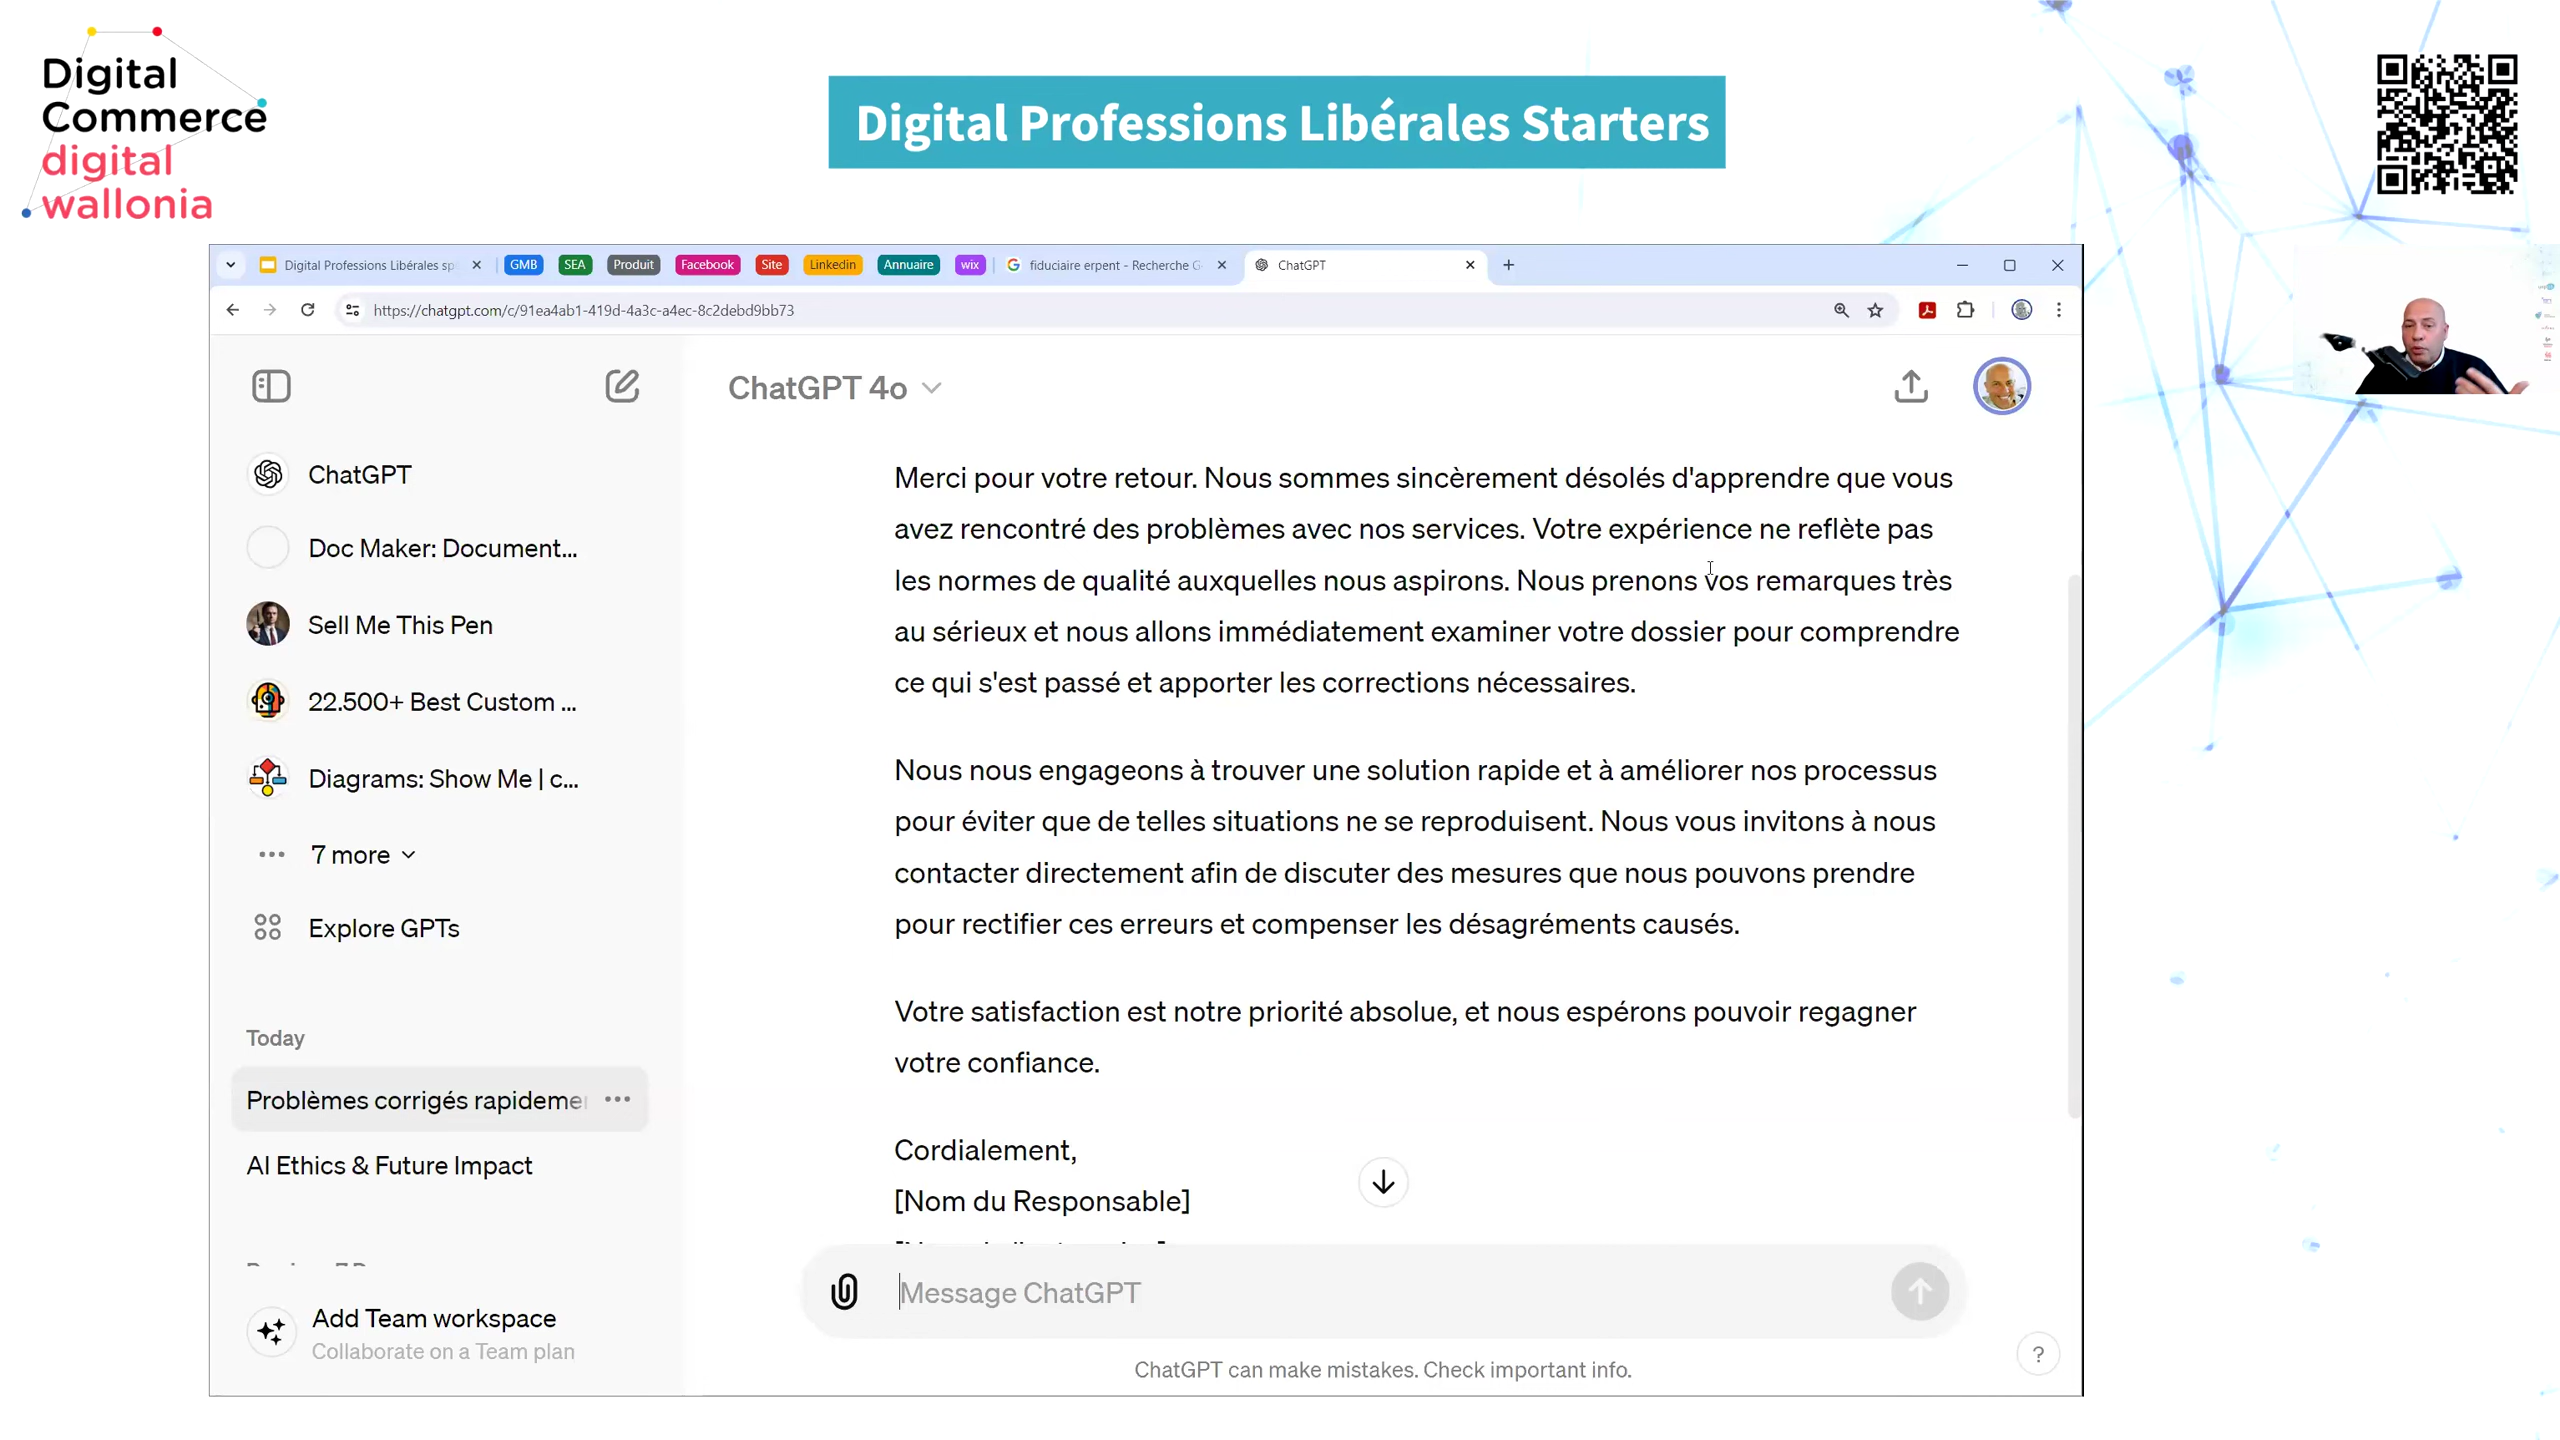 Digital
Commerce
digital
wallonia
Digital Professions Libérales Starters
Digital Professions Libérales sp
GMB
SEA
Produit
Facebook
Site
Linkedin
Annuaire
wix
fiduciaire erpent - Recherche G
ChatGPT
https://chatgpt.com/c/91ea4ab1-419d-4a3c-a4ec-8c2debd9bb73
ChatGPT
Doc Maker: Document...
Sell Me This Pen
22.500+ Best Custom ...
Diagrams: Show Me | c...
7 more
Explore GPTs
Today
Problèmes corrigés rapideme
AI Ethics & Future Impact
Add Team workspace
Collaborate on a Team plan
ChatGPT 4o
Merci pour votre retour. Nous sommes sincèrement désolés d'apprendre que vous
avez rencontré des problèmes avec nos services. Votre expérience ne reflète pas
les normes de qualité auxquelles nous aspirons. Nous prenons vos remarques très
au sérieux et nous allons immédiatement examiner votre dossier pour comprendre
ce qui s'est passé et apporter les corrections nécessaires.
Nous nous engageons à trouver une solution rapide et à améliorer nos processus
pour éviter que de telles situations ne se reproduisent. Nous vous invitons à nous
contacter directement afin de discuter des mesures que nous pouvons prendre
pour rectifier ces erreurs et compenser les désagréments causés.
Votre satisfaction est notre priorité absolue, et nous espérons pouvoir regagner
votre confiance.
Cordialement,
[Nom du Responsable]
Message ChatGPT
ChatGPT can make mistakes. Check important info.
?